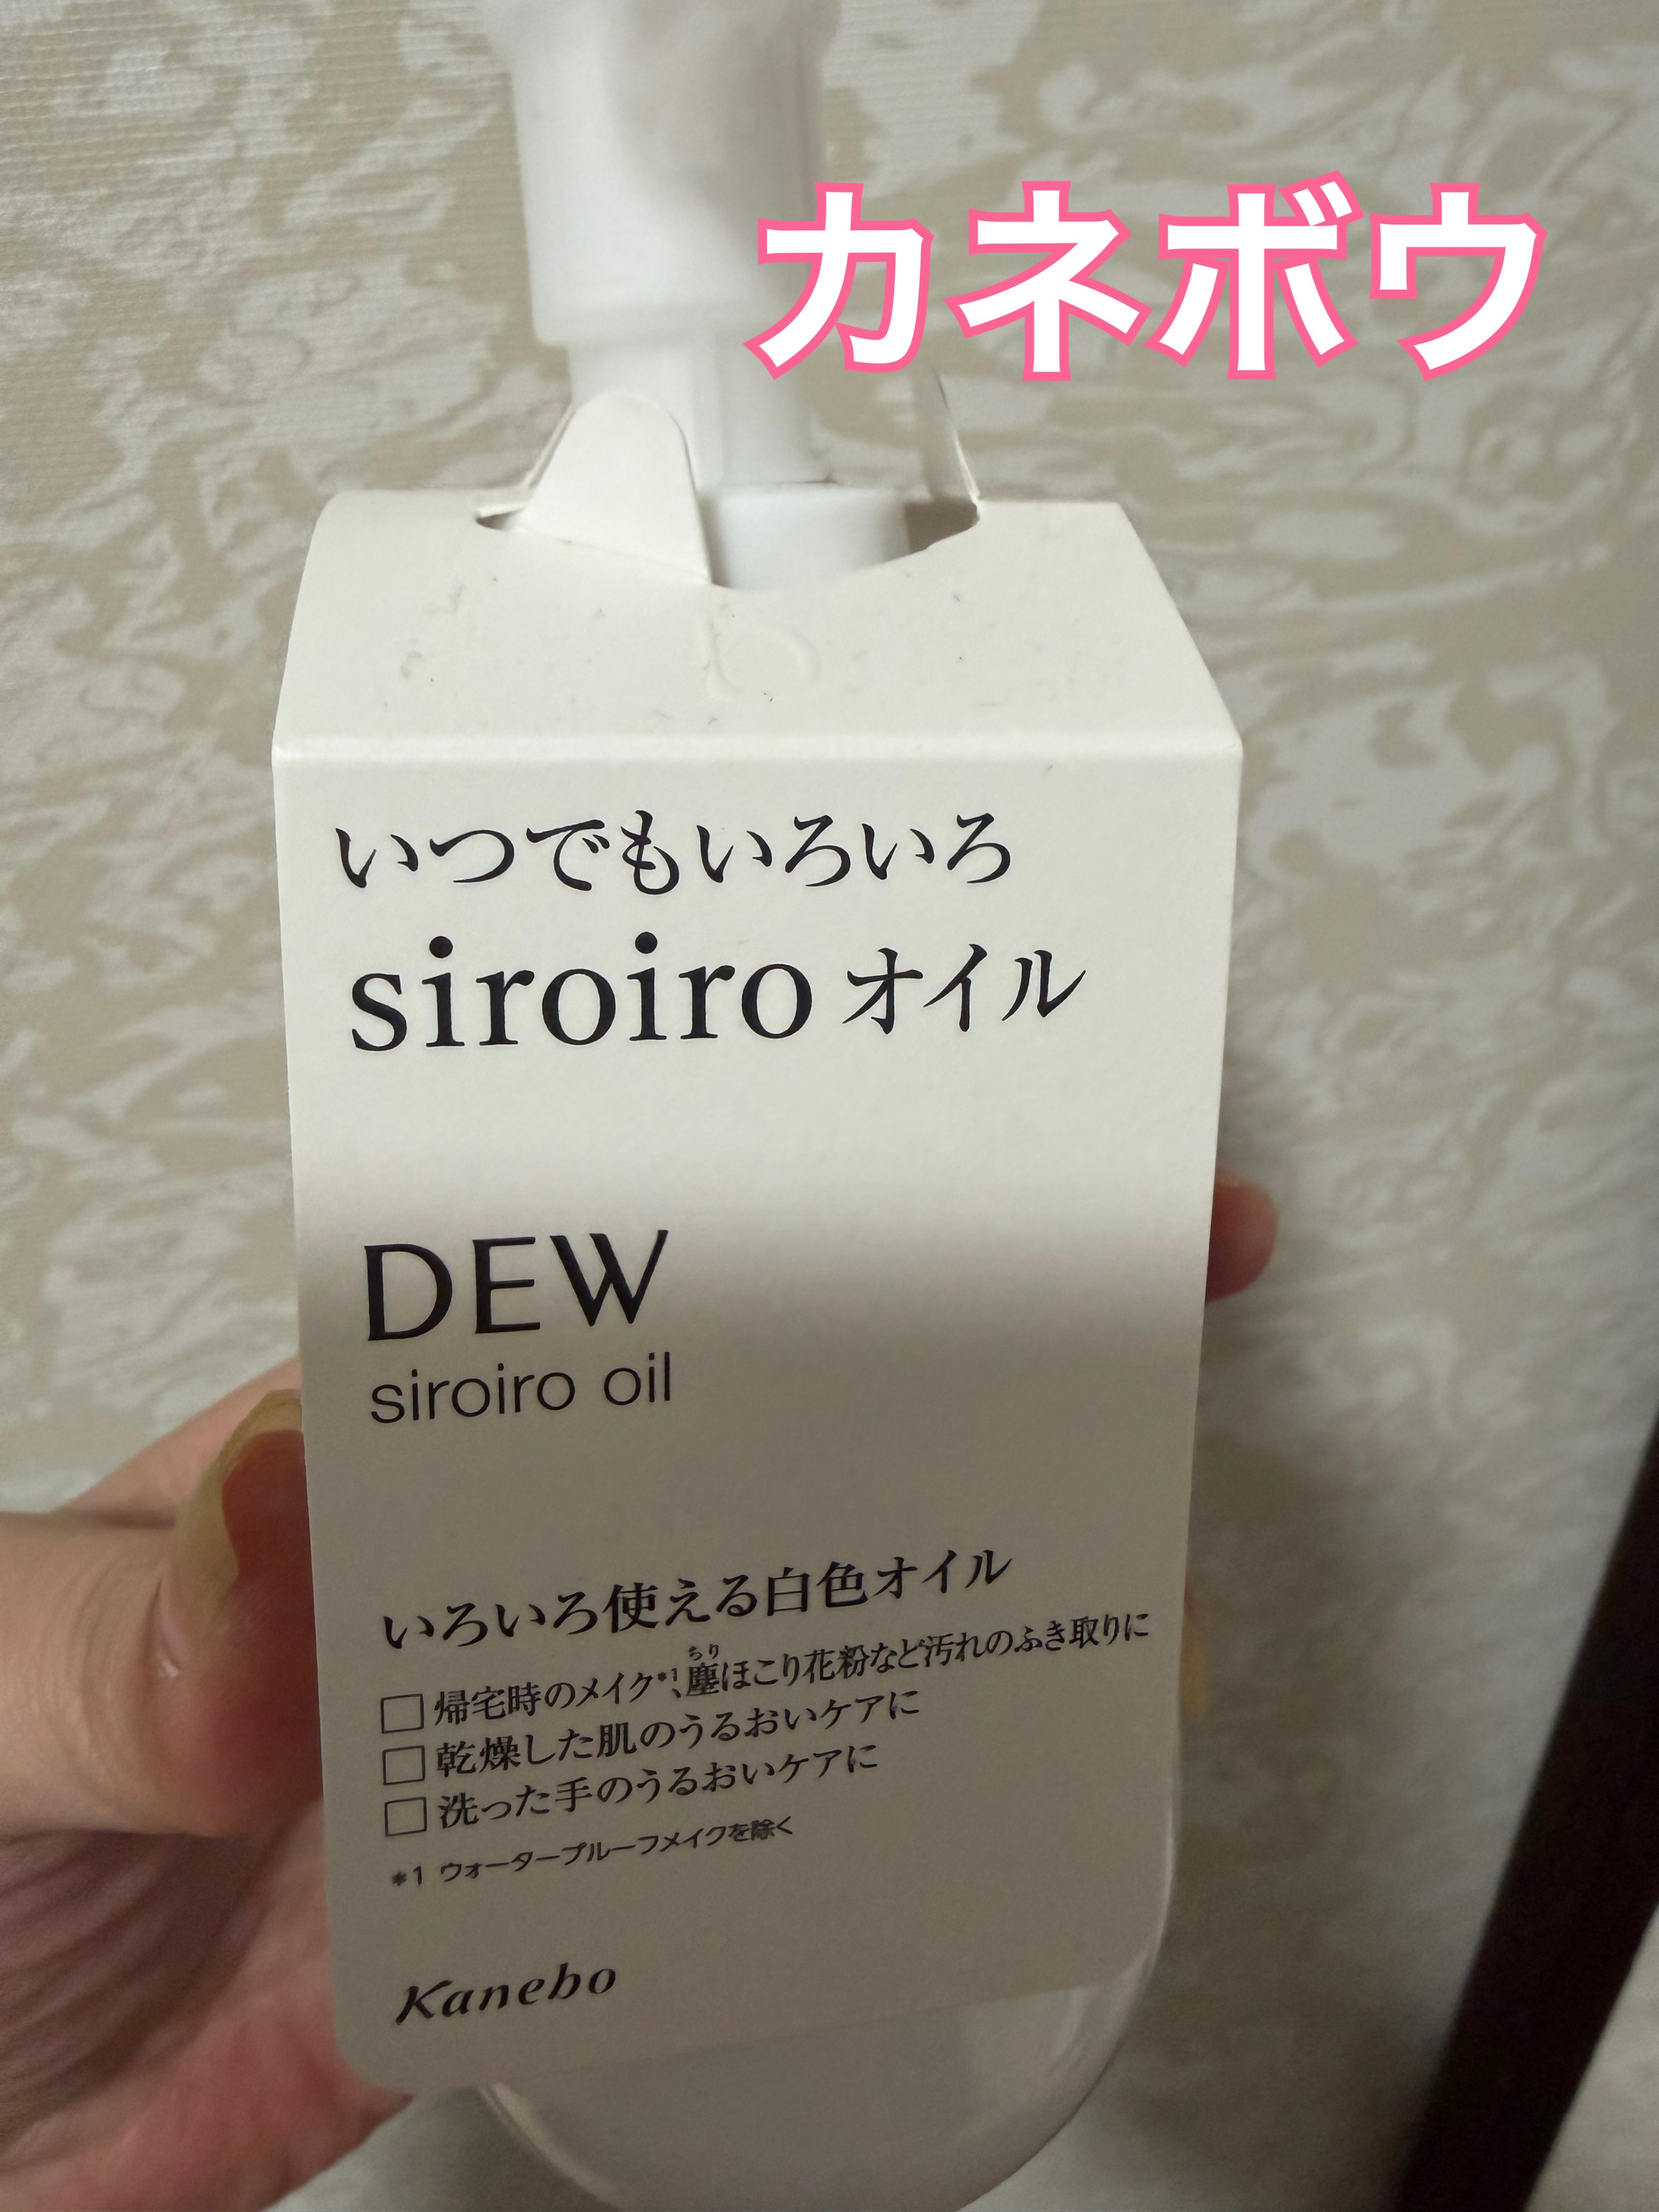 カネボウ
いつでもいろいろ
siroiroオイル
DEW
siroiro oil
いろいろ使える白色オイル
□帰宅時のメイク*1、塵ほこり花粉など汚れのふき取りに
ちり
□乾燥した肌のうるおいケアに
□洗った手のうるおいケアに
*1 ウォータープルーフメイクを除く
Kanebo